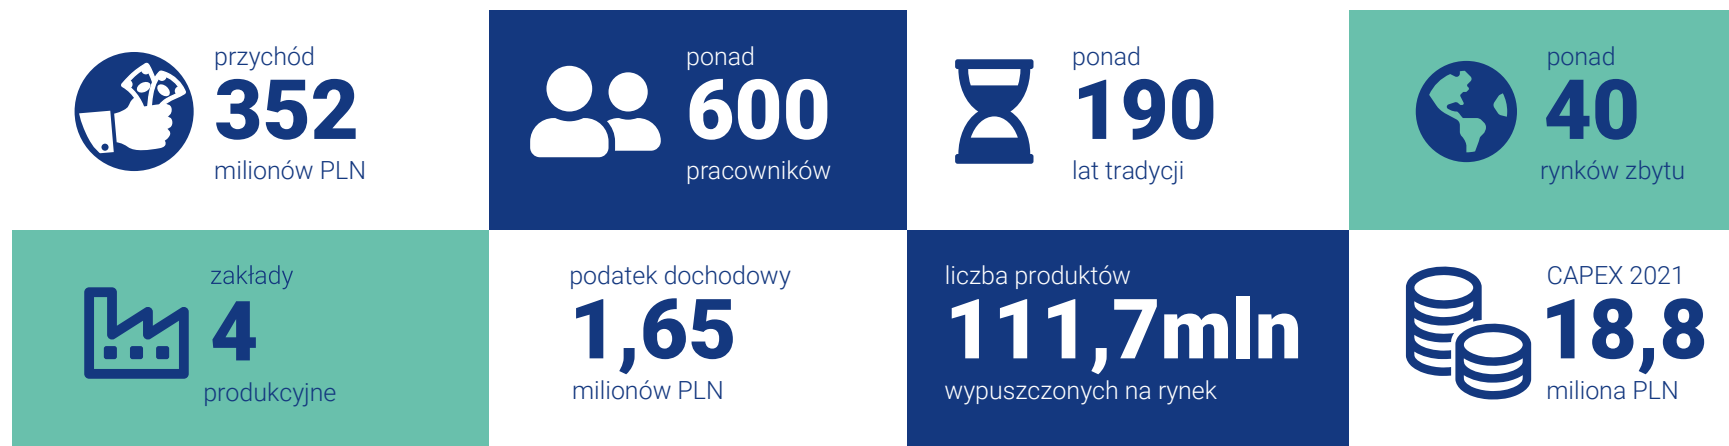 przychód
352
milionów PLN
ponad
600
pracowników
ponad
190
lat tradycji
ponad
40
rynków zbytu
zakłady
4
produkcyjne
podatek dochodowy
1,65
milionów PLN
liczba produktów
111,7mln
wypuszczonych na rynek
CAPEX 2021
18,8
miliona PLN